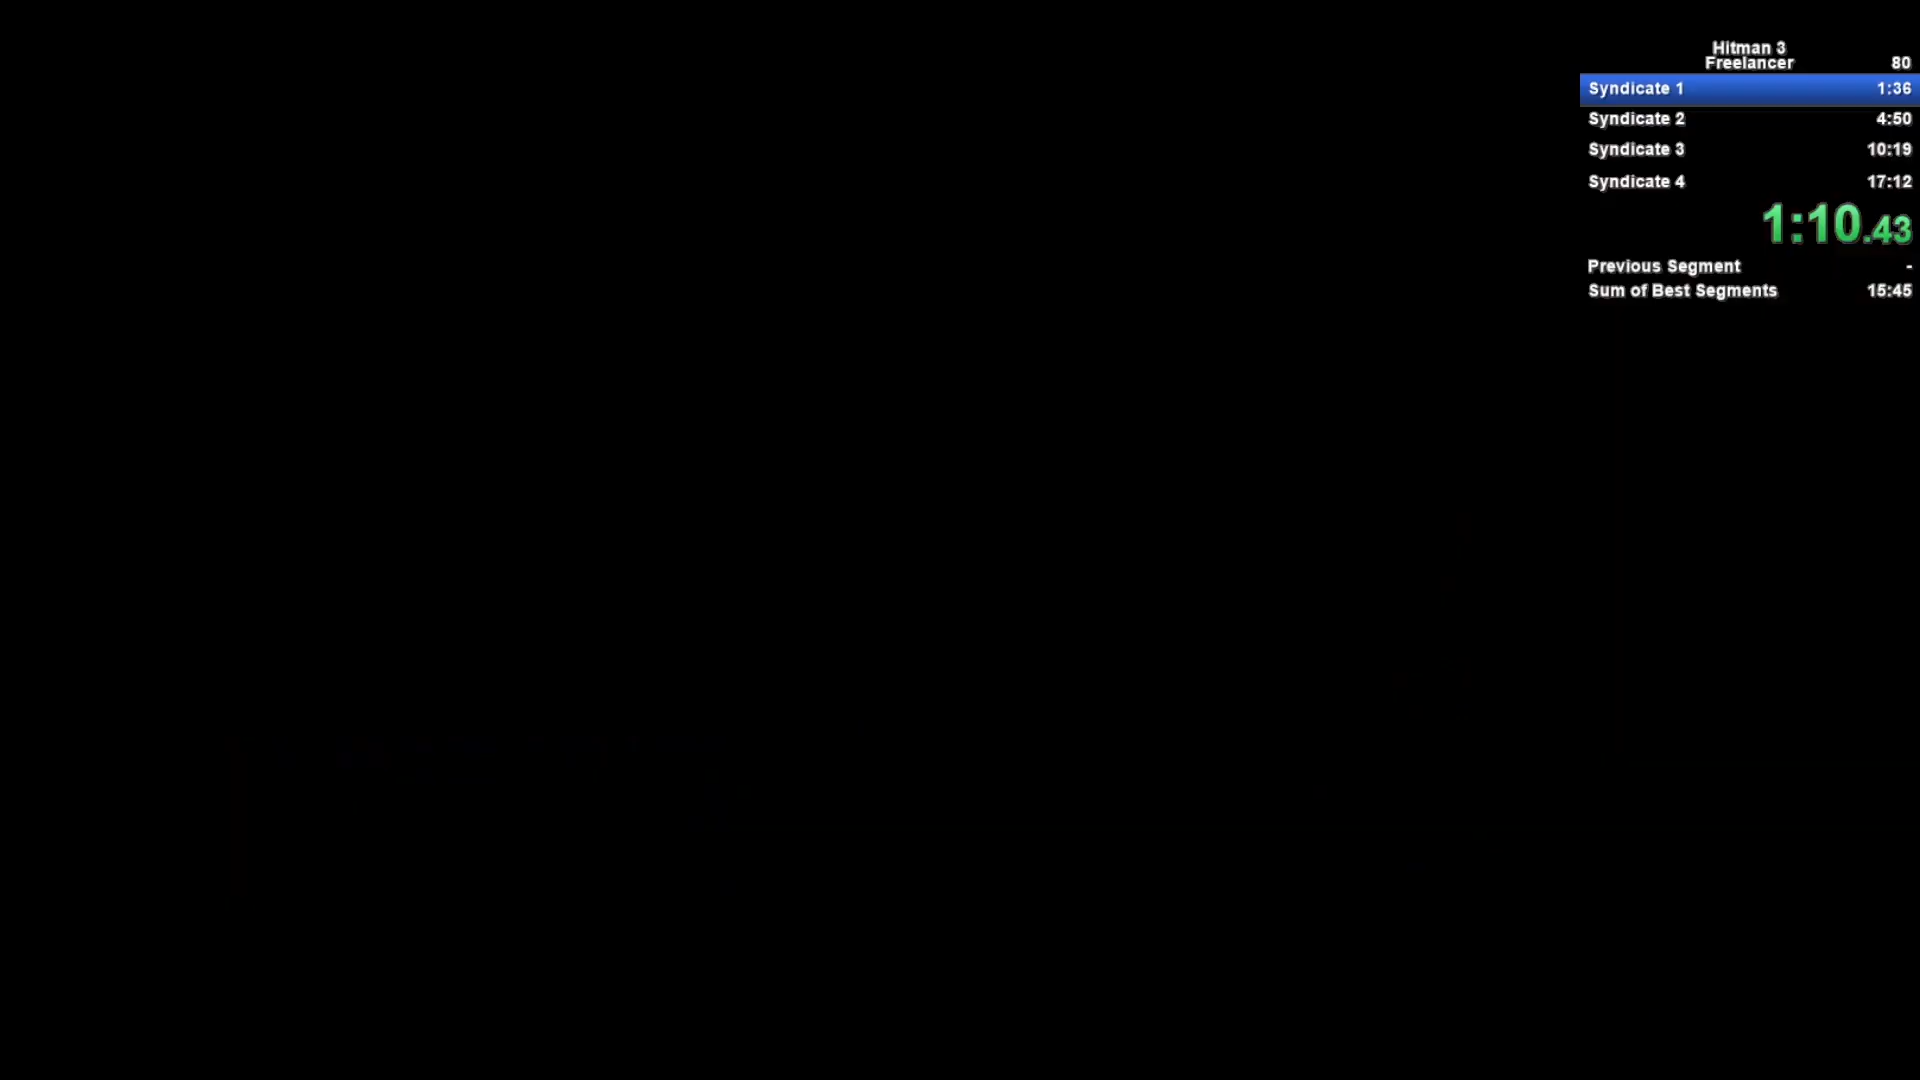 Hitman 3
Freelancer 80
Syndicate 1 1:36
Syndicate 2 4:50
Syndicate 3 10:19
Syndicate 4 17:12
1:10.43
Previous Segment -
Sum of Best Segments 15:45